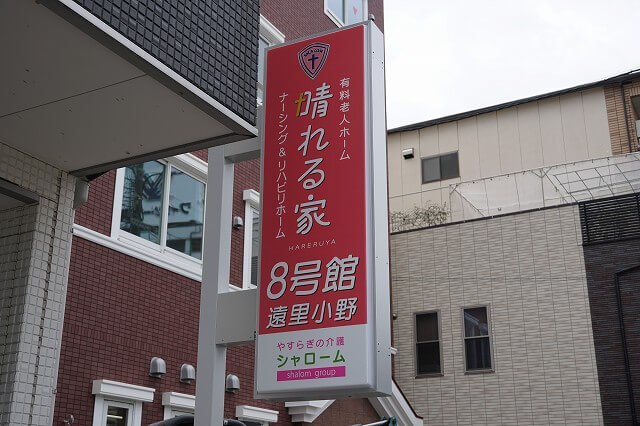 有料老人ホーム
晴れる家
ナーシング＆リハビリホーム
HARERUYA
8号館
遠里小野
やすらぎの介護
シャローム
shalom group